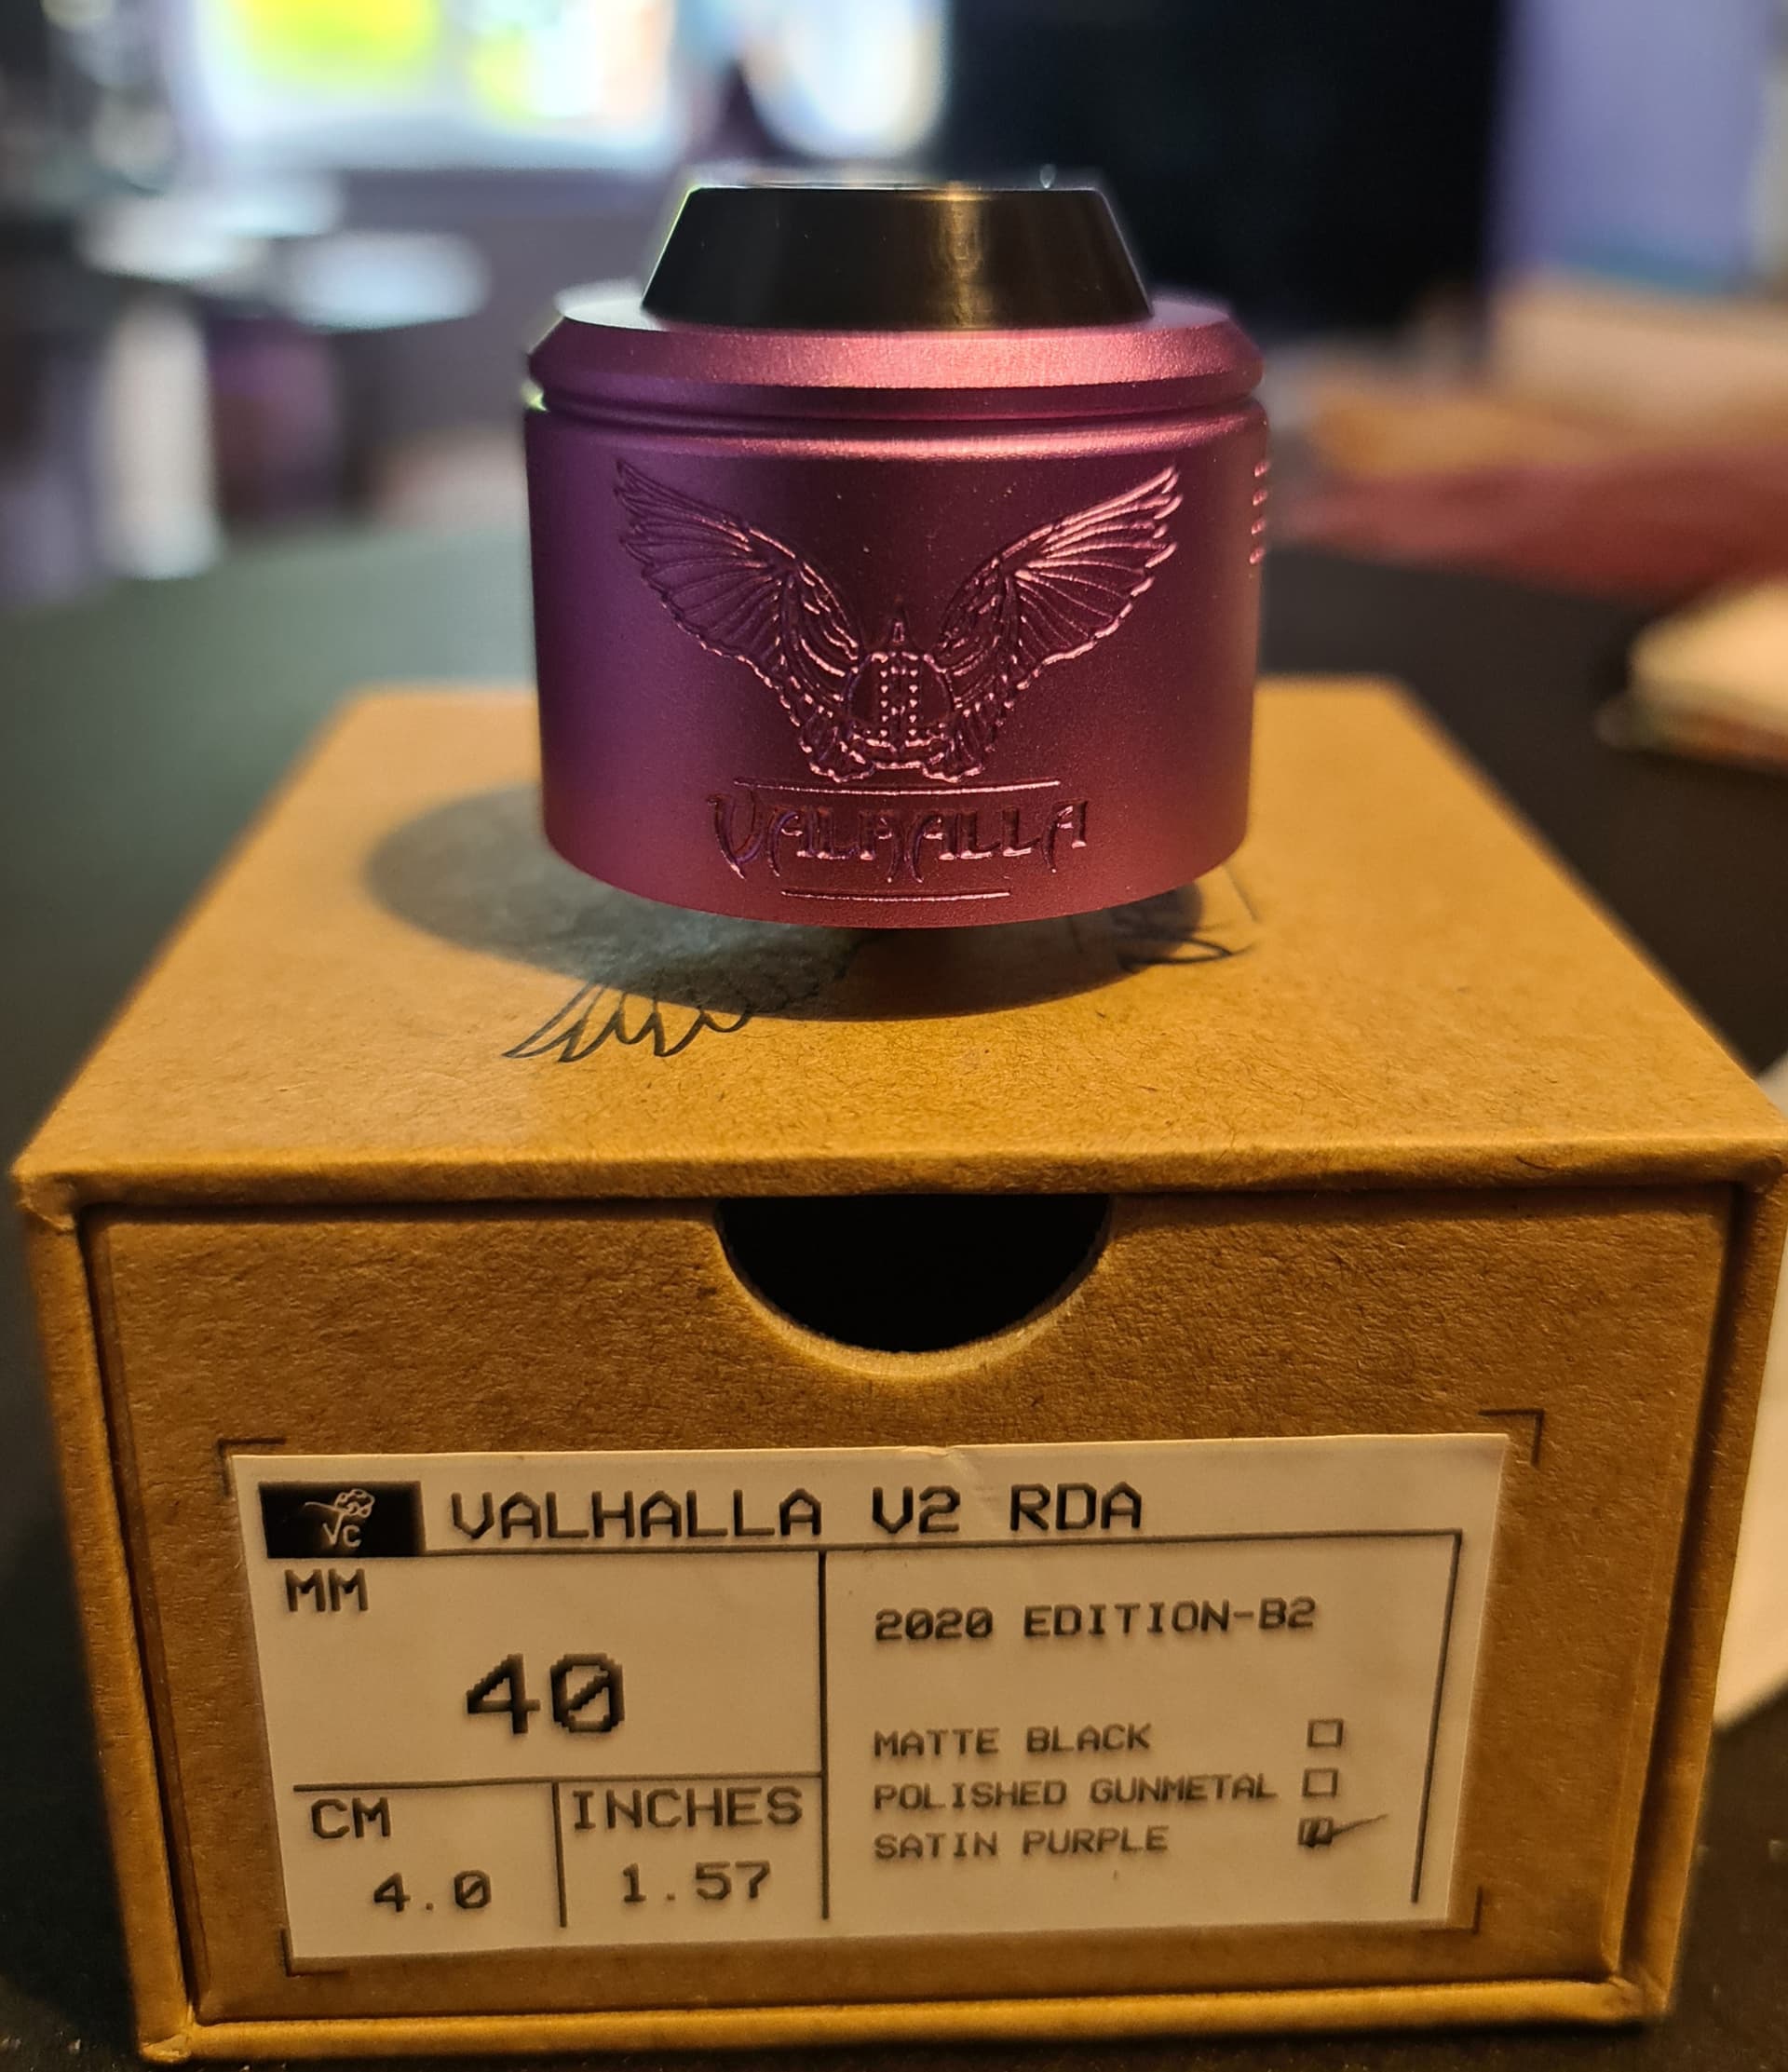 VALHALLA
VC
VALHALLA V2 RDA
MM
40
CM
4.0
INCHES
1.57
2020 EDITION-B2
MATTE BLACK
POLISHED GUNMETAL
SATIN PURPLE